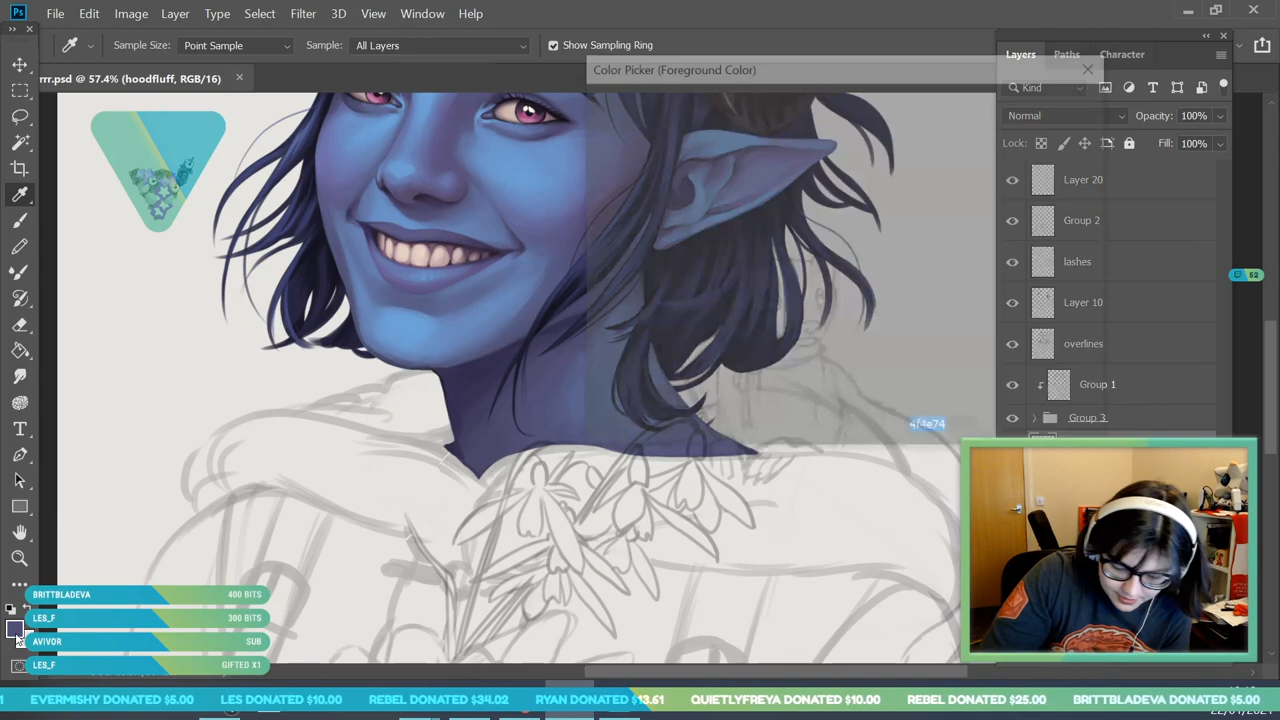 Ps File Edit Image Layer Type Select Filter 3D View Window Help
Sample Size: Point Sample Sample: All Layers Show Sampling Ring
rrr.psd @ 57.4% (hoodfluff, RGB/16)
Color Picker (Foreground Color)
4f4e74
Layers Paths Character
Kind
Normal Opacity: 100%
Lock: Fill: 100%
Layer 20
Group 2
lashes
Layer 10
overlines
Group 1
Group 3
52
BRITTBLADEVA 400 BITS
LES_F 300 BITS
AVIVOR SUB
LES_F GIFTED X1
EVERMISHY DONATED $5.00 LES DONATED $10.00 REBEL DONATED $34.02 RYAN DONATED $13.61 QUIETLYFREYA DONATED $10.00 REBEL DONATED $25.00 BRITTBLADEVA DONATED $5.00